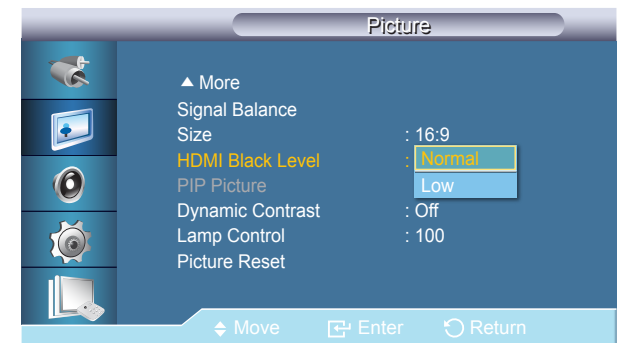 Picture
▲ More
Signal Balance
Size : 16:9
HDMI Black Level : Normal
PIP Picture Low
Dynamic Contrast : Off
Lamp Control : 100
Picture Reset
Move Enter Return